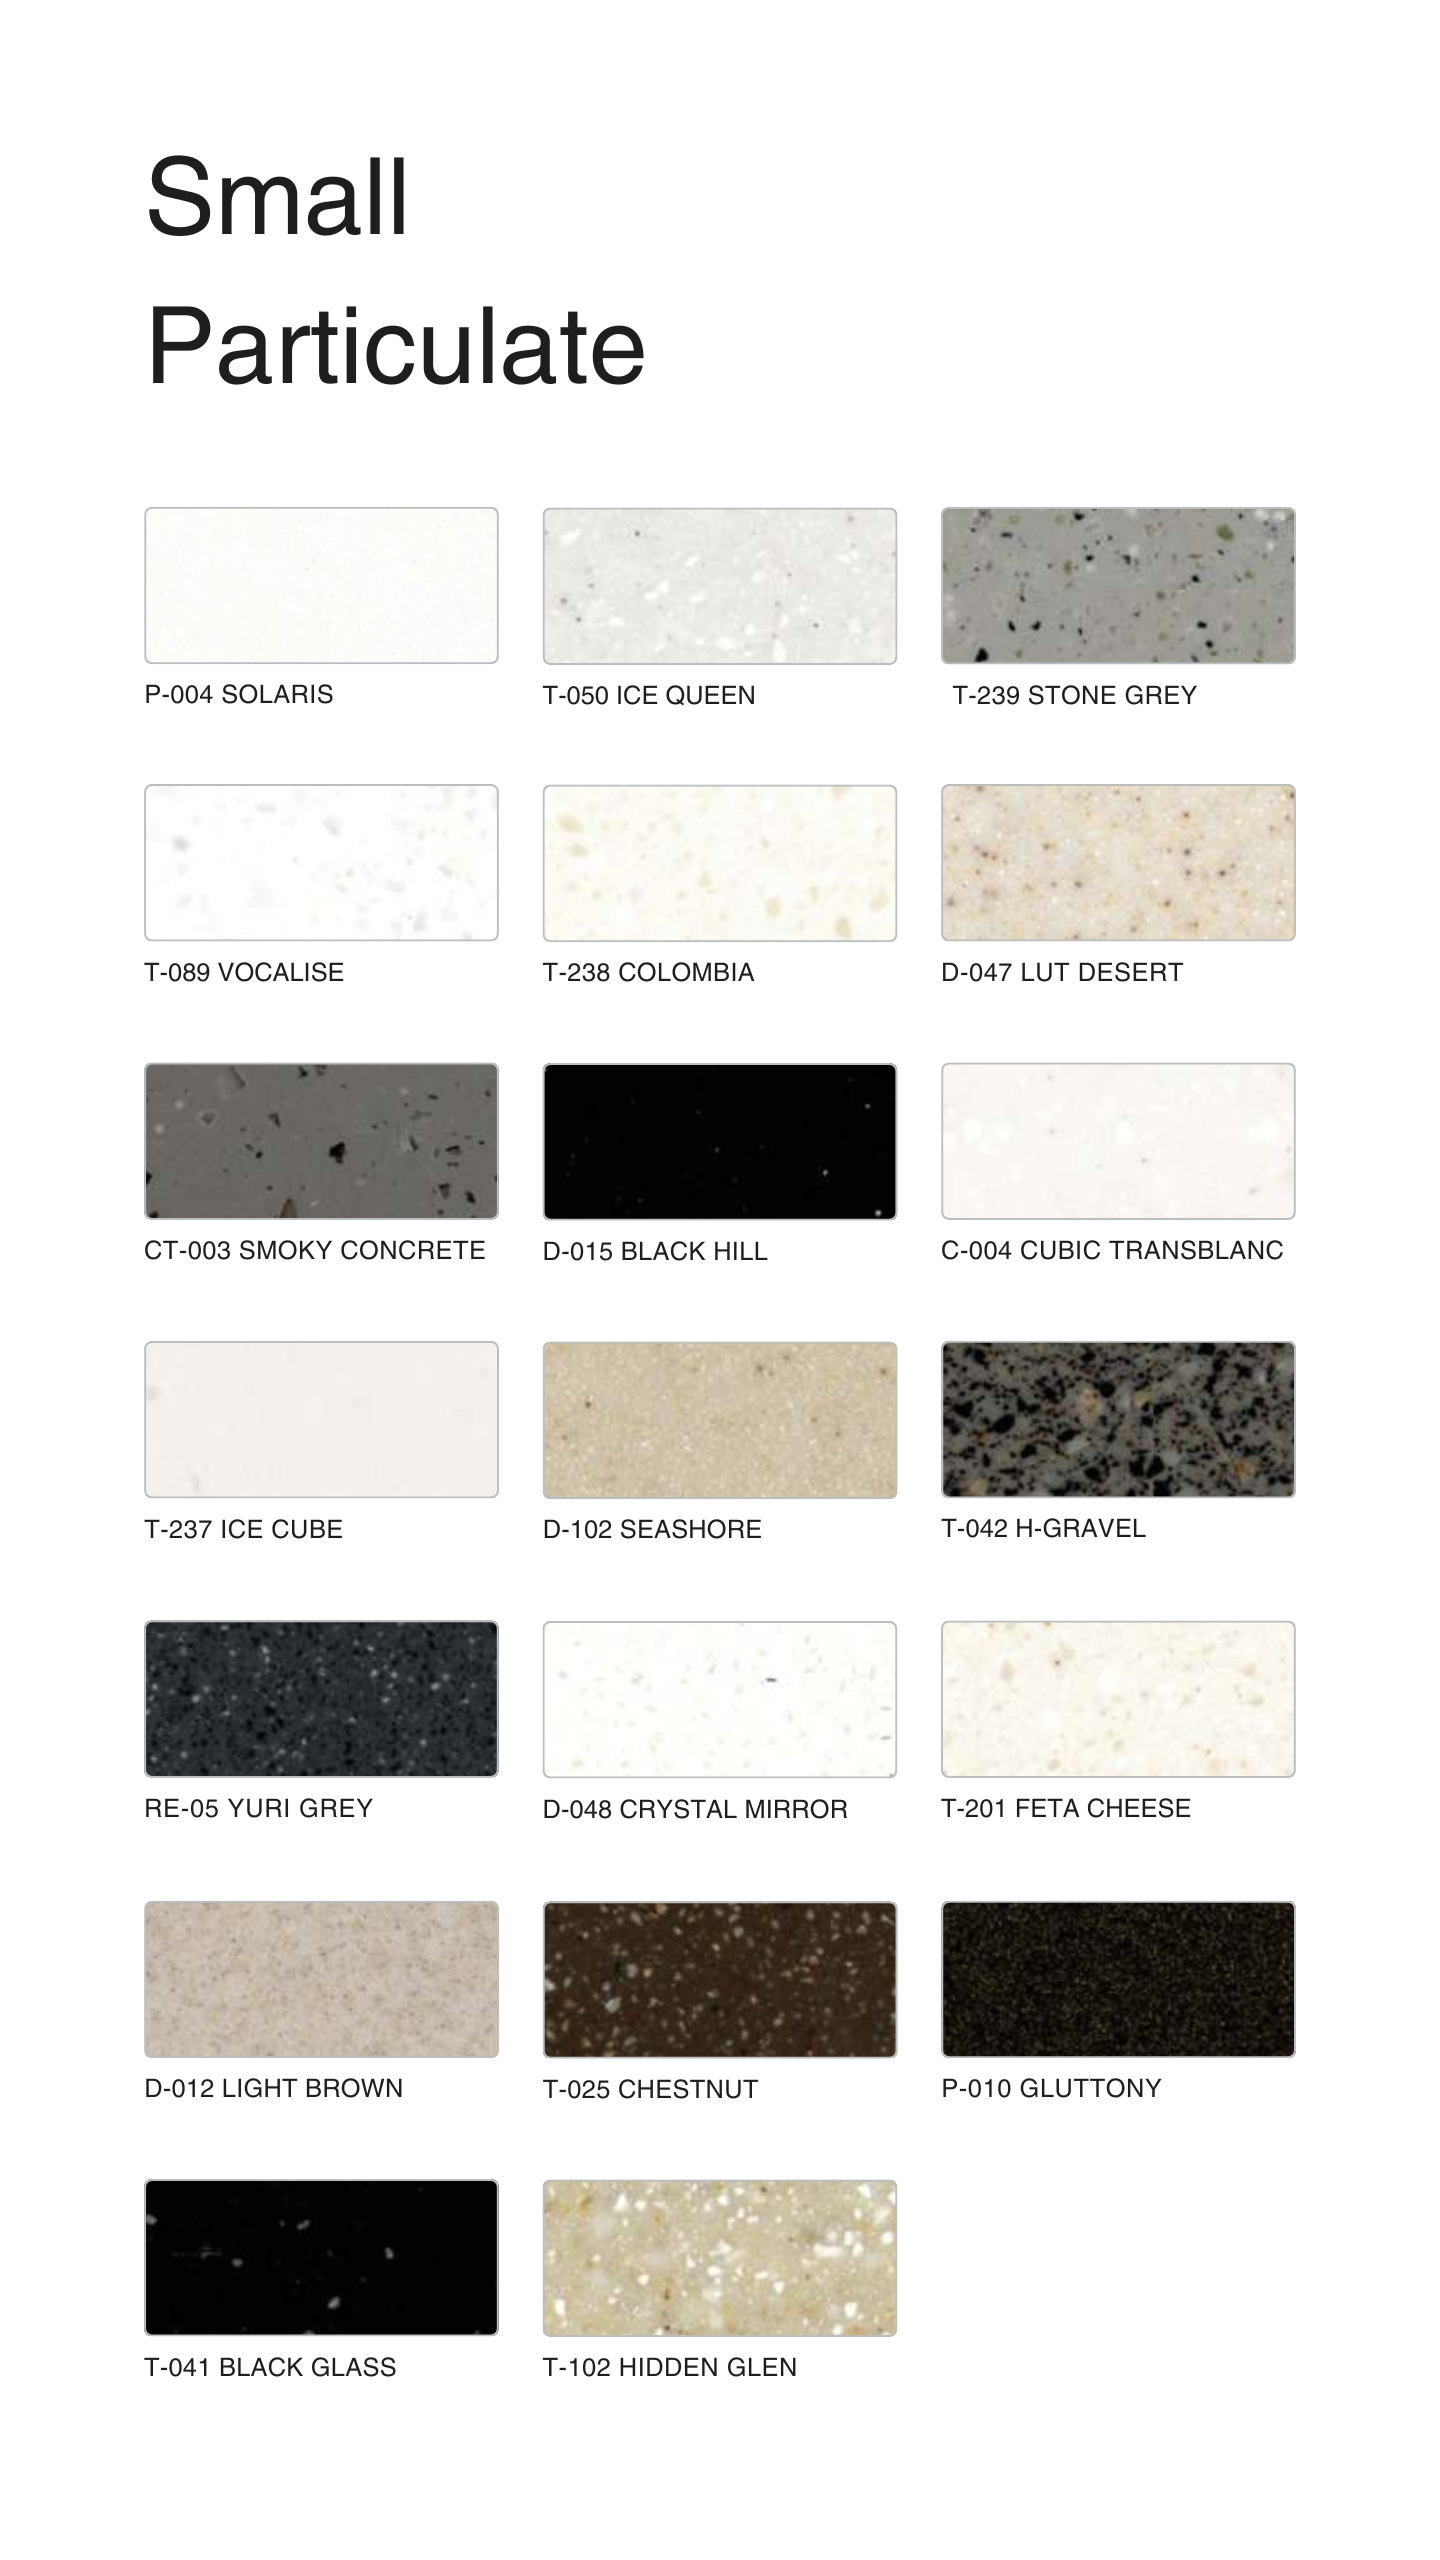 Small
Particulate
P-004 SOLARIS
T-050 ICE QUEEN
T-239 STONE GREY
T-089 VOCALISE
T-238 COLOMBIA
D-047 LUT DESERT
CT-003 SMOKY CONCRETE
D-015 BLACK HILL
C-004 CUBIC TRANSBLANC
T-237 ICE CUBE
D-102 SEASHORE
T-042 H-GRAVEL
RE-05 YURI GREY
D-048 CRYSTAL MIRROR
T-201 FETA CHEESE
D-012 LIGHT BROWN
T-025 CHESTNUT
P-010 GLUTTONY
T-041 BLACK GLASS
T-102 HIDDEN GLEN